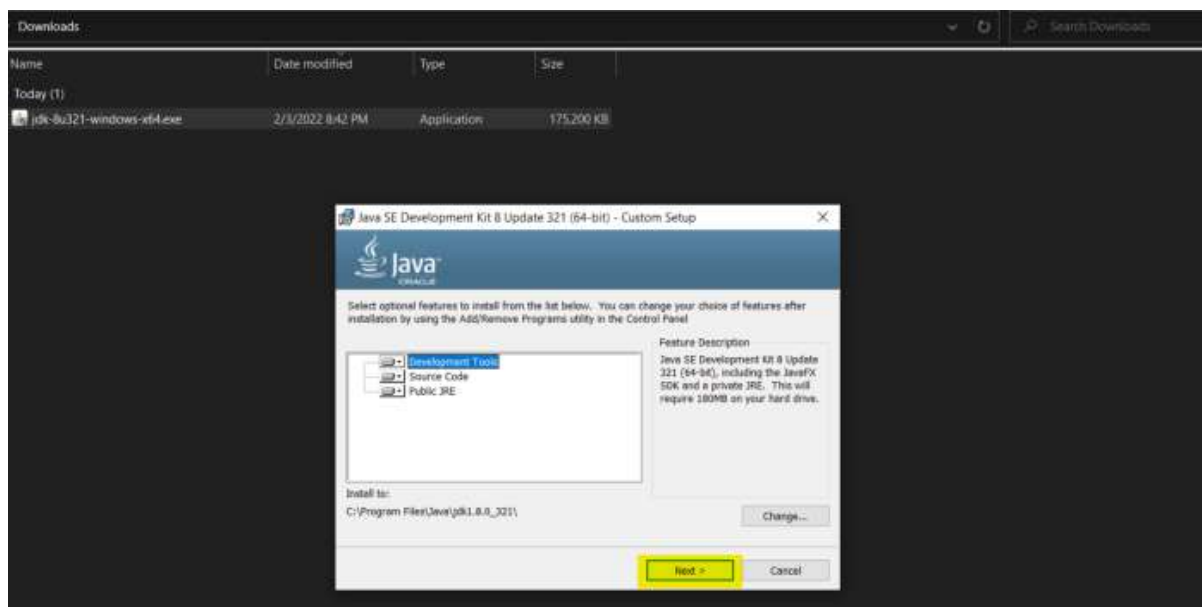 Downloads
Search Downloads
Name Date modified Type Size
Today (1)
jdk-8u321-windows-x64.exe 2/3/2022 8:42 PM Application 175,200 KB
Java SE Development Kit 8 Update 321 (64-bit) - Custom Setup
Java
ORACLE
Select optional features to install from the list below. You can change your choice of features after
installation by using the Add/Remove Programs utility in the Control Panel
Development Tools
Source Code
Public JRE
Feature Description
Java SE Development Kit 8 Update
321 (64-bit), including the JavaFX
SDK and a private JRE. This will
require 180MB on your hard drive.
Install to:
C:\Program Files\Java\jdk1.8.0_321\
Change...
Next >
Cancel